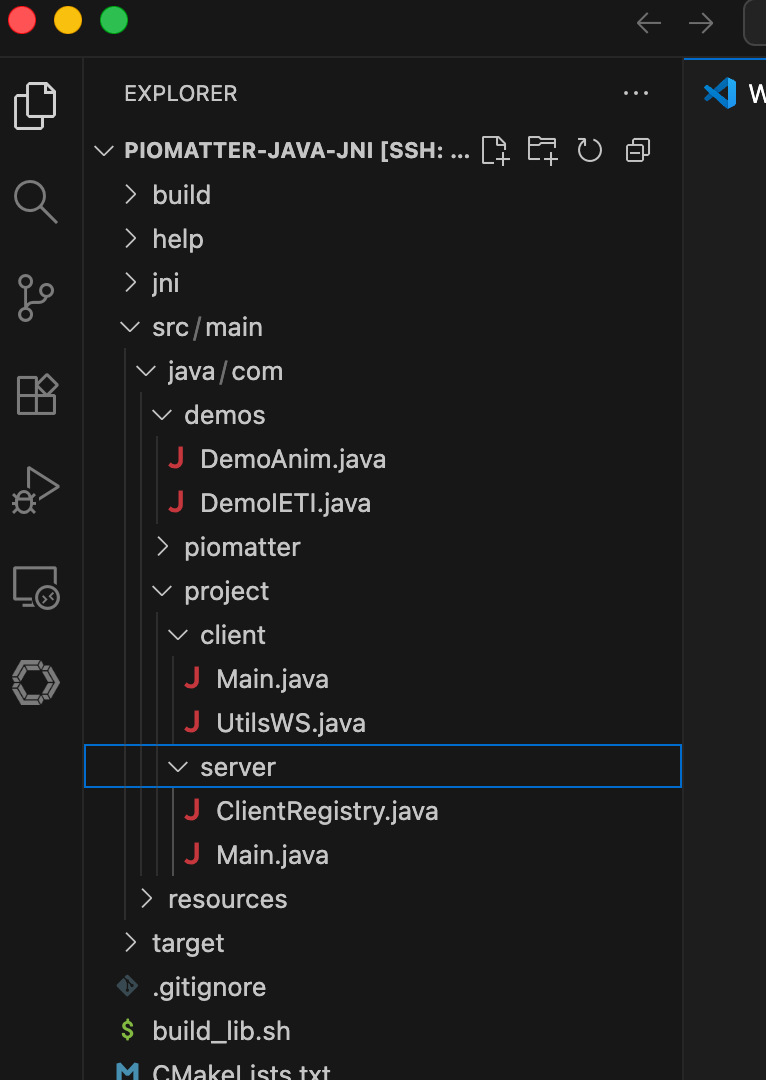 W
EXPLORER
PIOMATTER-JAVA-JNI [SSH: ...
build
help
jni
src/main
java/com
demos
DemoAnim.java
DemoIETI.java
piomatter
project
client
Main.java
UtilsWS.java
server
ClientRegistry.java
Main.java
resources
target
.gitignore
build_lib.sh
CMakeLists.txt